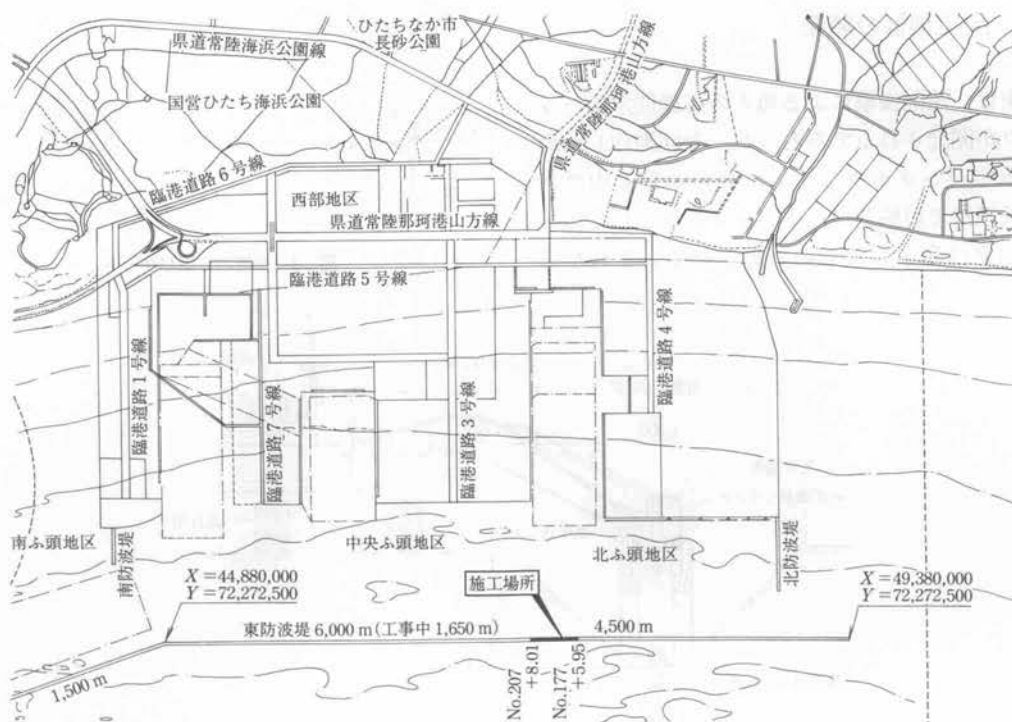 ひたちなか市
長砂公園
県道常陸海浜公園線
国営ひたち海浜公園
県道常陸那珂港山方線
臨港道路6号線
西部地区
県道常陸那珂港山方線
臨港道路5号線
臨港道路1号線
臨港道路7号線
臨港道路3号線
臨港道路4号線
南ふ頭地区
中央ふ頭地区
北ふ頭地区
南防波堤
北防波堤
X=44,880,000
Y=72,272,500
施工場所
X=49,380,000
Y=72,272,500
東防波堤 6,000 m(工事中 1,650 m)
4,500 m
1,500 m
No.207
+8.01
No.177
+5.95